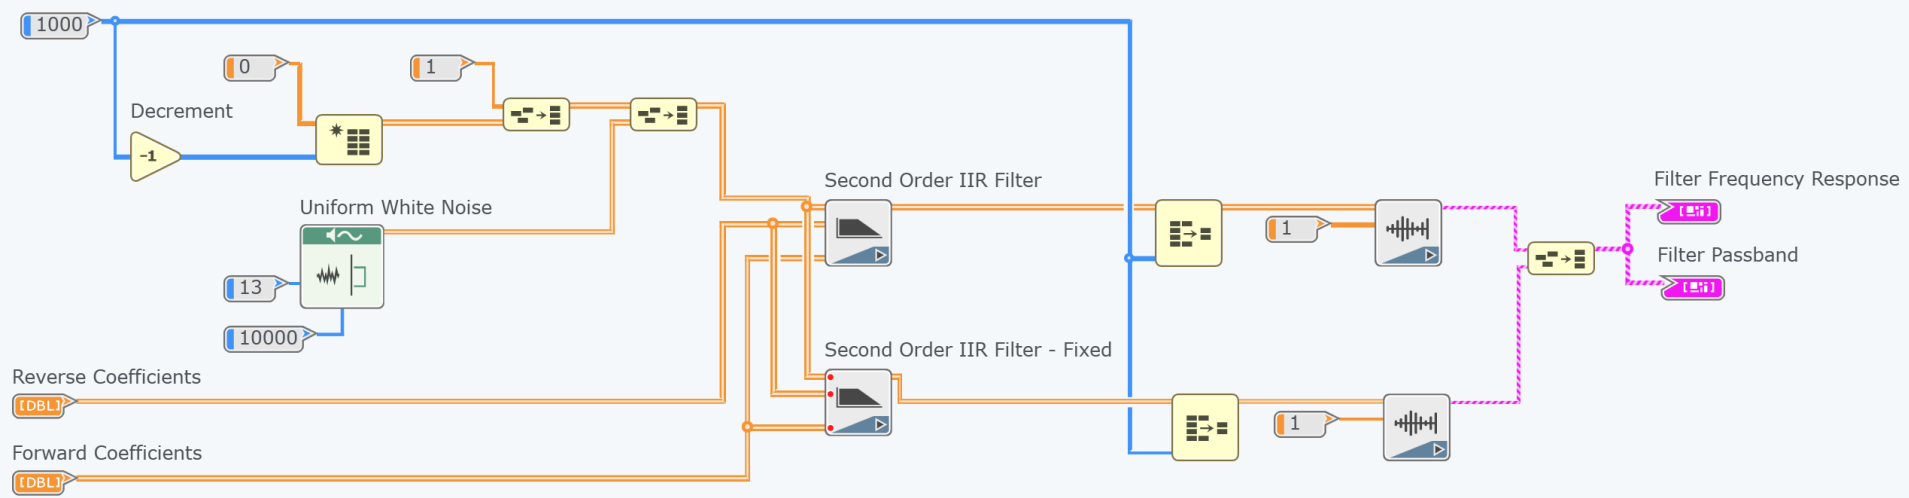 1000
0
1
Decrement
-1
Uniform White Noise
13
10000
Reverse Coefficients
[DBL]
Forward Coefficients
[DBL]
Second Order IIR Filter
Second Order IIR Filter - Fixed
1
1
Filter Frequency Response
Filter Passband